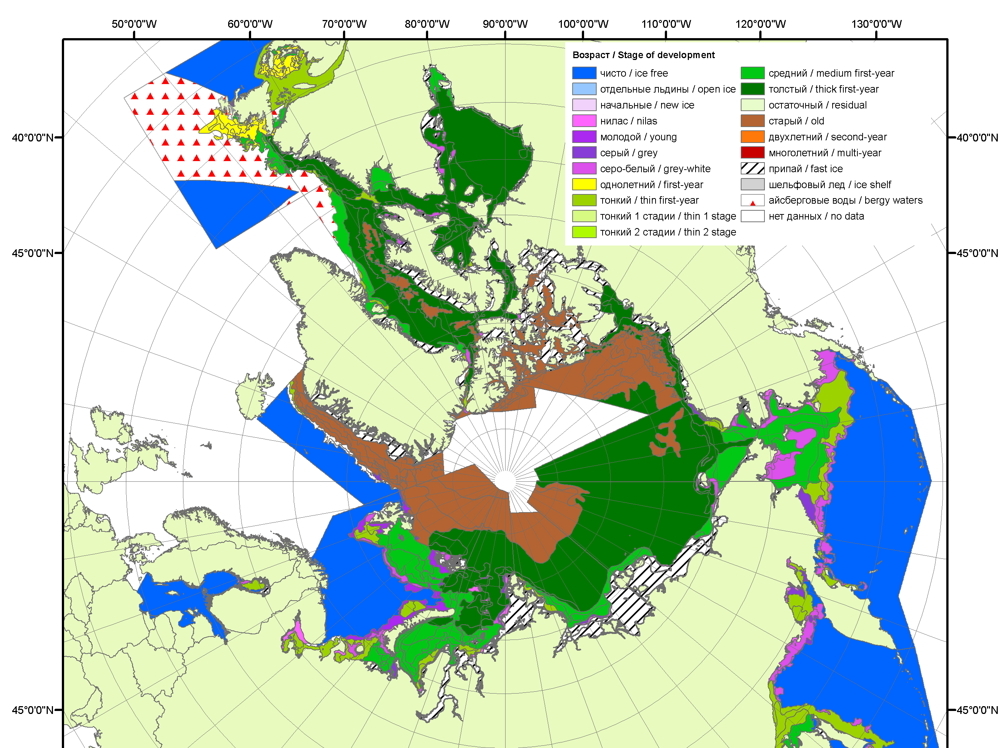 50°0'0"W 60°0'0"W 70°0'0"W 80°0'0"W 90°0'0"W 100°0'0"W 110°0'0"W 120°0'0"W 130°0'0"W
Возраст / Stage of development
чисто / ice free
отдельные льдины / open ice
начальные / new ice
нилас / nilas
молодой / young
серый / grey
серо-белый / grey-white
однолетний / first-year
тонкий / thin first-year
тонкий 1 стадии / thin 1 stage
тонкий 2 стадии / thin 2 stage
средний / medium first-year
толстый / thick first-year
остаточный / residual
старый / old
двухлетний / second-year
многолетний / multi-year
припай / fast ice
шельфовый лед / ice shelf
айсберговые воды / bergy waters
нет данных / no data
40°0'0"N 40°0'0"N
45°0'0"N 45°0'0"N
45°0'0"N 45°0'0"N